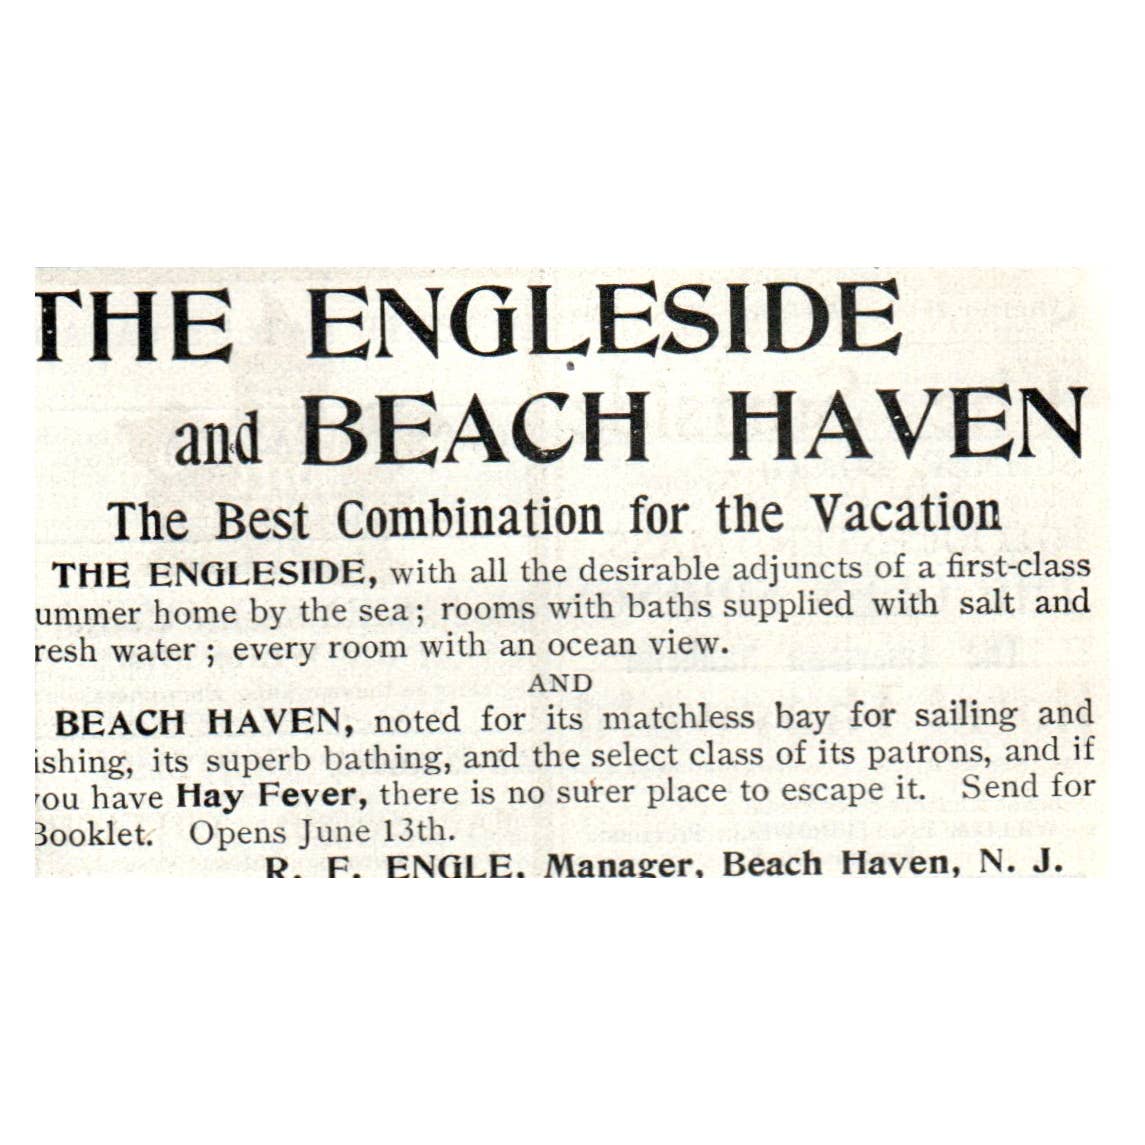 THE ENGLESIDE
and BEACH HAVEN
The Best Combination for the Vacation
THE ENGLESIDE, with all the desirable adjuncts of a first-class
ummer home by the sea; rooms with baths supplied with salt and
resh water; every room with an ocean view.
AND
BEACH HAVEN, noted for its matchless bay for sailing and
ishing, its superb bathing, and the select class of its patrons, and if
ou have Hay Fever, there is no surer place to escape it. Send for
Booklet. Opens June 13th.
R. F. ENGLE, Manager, Beach Haven, N. J.